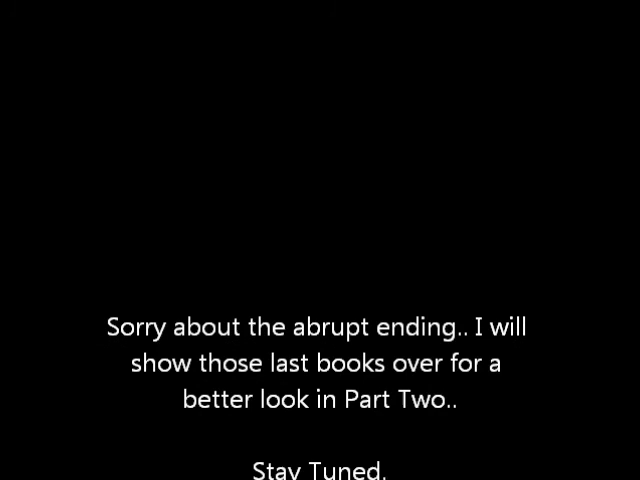 Sorry about the abrupt ending.. I will
show those last books over for a
better look in Part Two..
Stay Tuned.